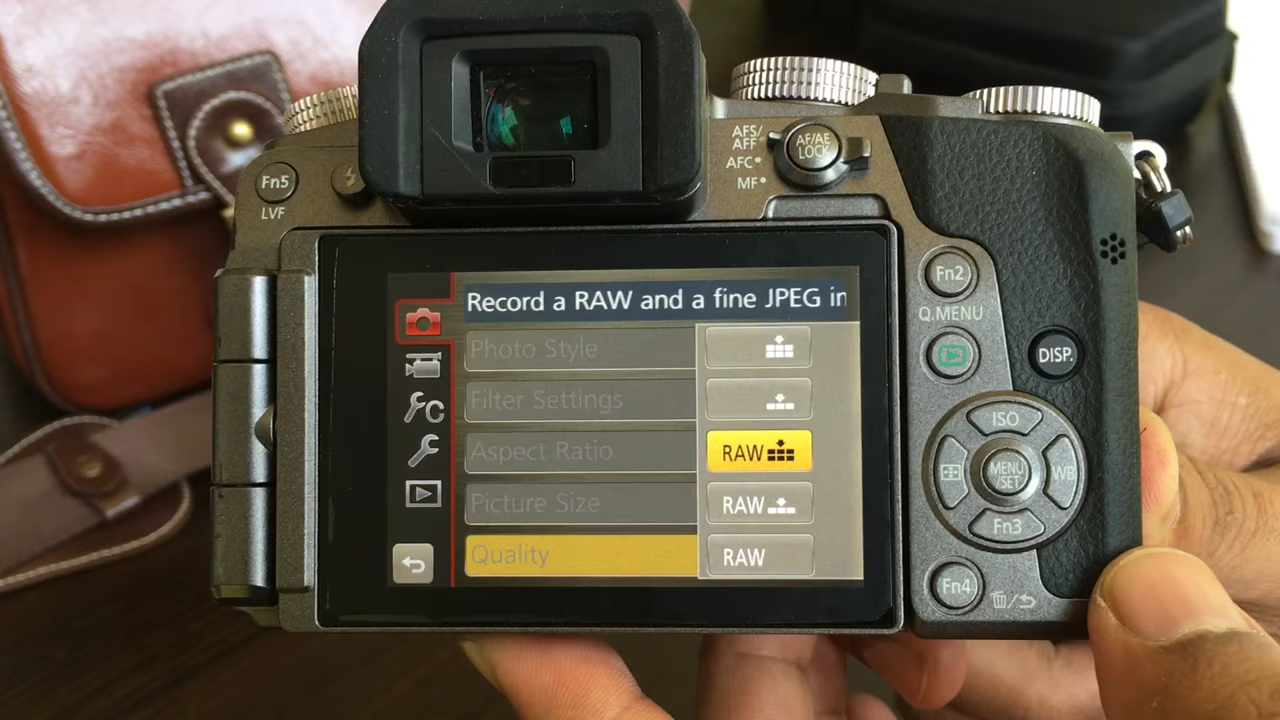 AFS/
AFF
AFC
MF
AF/AE
LOCK
Fn5
LVF
Record a RAW and a fine JPEG in
Photo Style
Filter Settings
Aspect Ratio
RAW
Picture Size
RAW
Quality
RAW
C
Fn2
Q.MENU
DISP.
ISO
MENU
/SET
WB
Fn3
Fn4